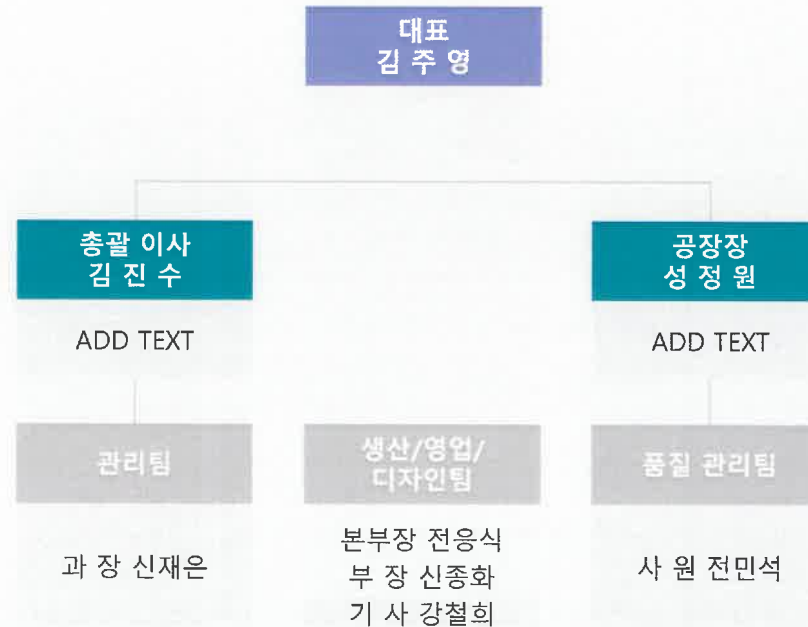 대표
김 주 영
총괄 이사
김 진 수
공장장
성 정 원
ADD TEXT
ADD TEXT
관리팀
생산/영업/
디자인팀
품질 관리팀
과 장 신재은
본부장 전응식
부 장 신종화
기 사 강철희
사 원 전민석